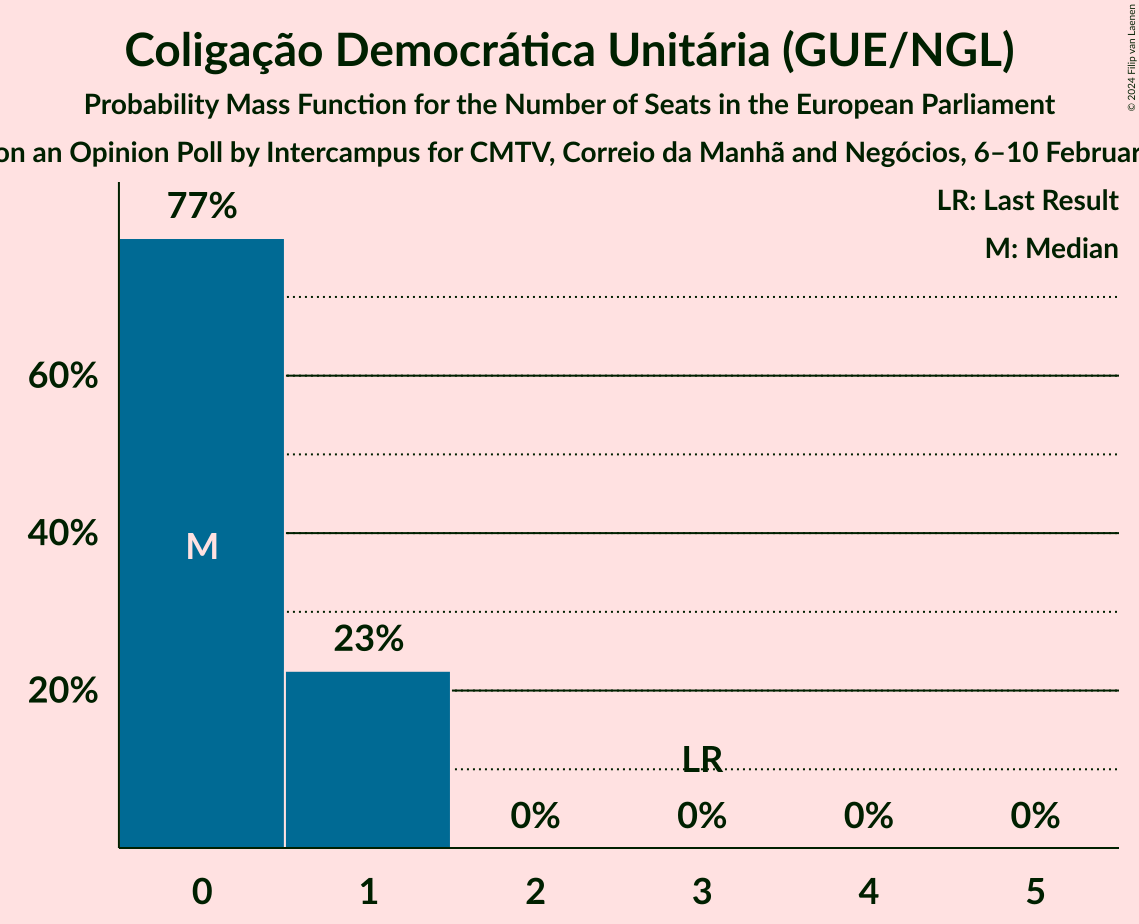 Coligação Democrática Unitária (GUE/NGL)
Probability Mass Function for the Number of Seats in the European Parliament
on an Opinion Poll by Intercampus for CMTV, Correio da Manhã and Negócios, 6–10
© 2024 Filip van Laenen
LR: Last Result
M: Median
77%
60%
40%
M
23%
20%
LR
0%
0%
0%
0%
0
1
2
3
4
5